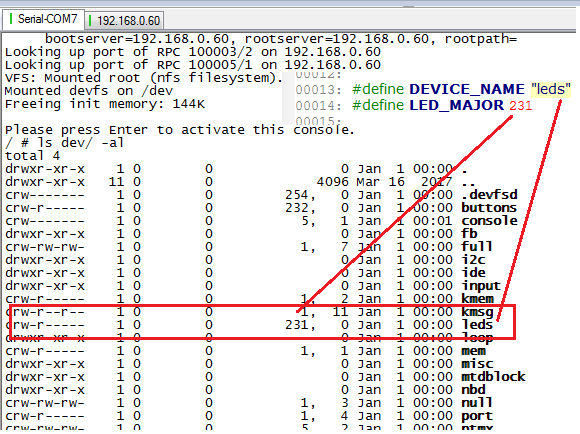 Serial-COM7
192.168.0.60
bootserver=192.168.0.60, rootserver=192.168.0.60, rootpath=
Looking up port of RPC 100003/2 on 192.168.0.60
Looking up port of RPC 100005/1 on 192.168.0.60
VFS: Mounted root (nfs filesystem).
Mounted devfs on /dev
Freeing init memory: 144K
00012:
00013: #define DEVICE_NAME "leds"
00014: #define LED_MAJOR 231
00015:
Please press Enter to activate this console.
/ # ls dev/ -al
total 4
drwxr-xr-x 1 0 0 0 Jan 1 00:00 .
drwxr-xr-x 11 0 0 4096 Mar 16 2017 ..
crw------- 1 0 0 254, 0 Jan 1 00:00 .devfsd
crw-r----- 1 0 0 232, 0 Jan 1 00:00 buttons
crw------- 1 0 0 5, 1 Jan 1 00:01 console
drwxr-xr-x 1 0 0 0 Jan 1 00:00 fb
crw-rw-rw- 1 0 0 1, 7 Jan 1 00:00 full
drwxr-xr-x 1 0 0 0 Jan 1 00:00 i2c
drwxr-xr-x 1 0 0 0 Jan 1 00:00 ide
drwxr-xr-x 1 0 0 0 Jan 1 00:00 input
crw-r----- 1 0 0 1, 2 Jan 1 00:00 kmem
crw-r--r-- 1 0 0 1, 11 Jan 1 00:00 kmsg
crw-r----- 1 0 0 231, 0 Jan 1 00:00 leds
drwxr-xr-x 1 0 0 0 Jan 1 00:00 loop
crw-r----- 1 0 0 1, 1 Jan 1 00:00 mem
drwxr-xr-x 1 0 0 0 Jan 1 00:00 misc
drwxr-xr-x 1 0 0 0 Jan 1 00:00 mtdblock
drwxr-xr-x 1 0 0 0 Jan 1 00:00 nbd
crw-rw-rw- 1 0 0 1, 3 Jan 1 00:00 null
crw-r----- 1 0 0 1, 4 Jan 1 00:00 port
crw-rw-rw- 1 0 0 5, 2 Jan 1 00:00 ptmx